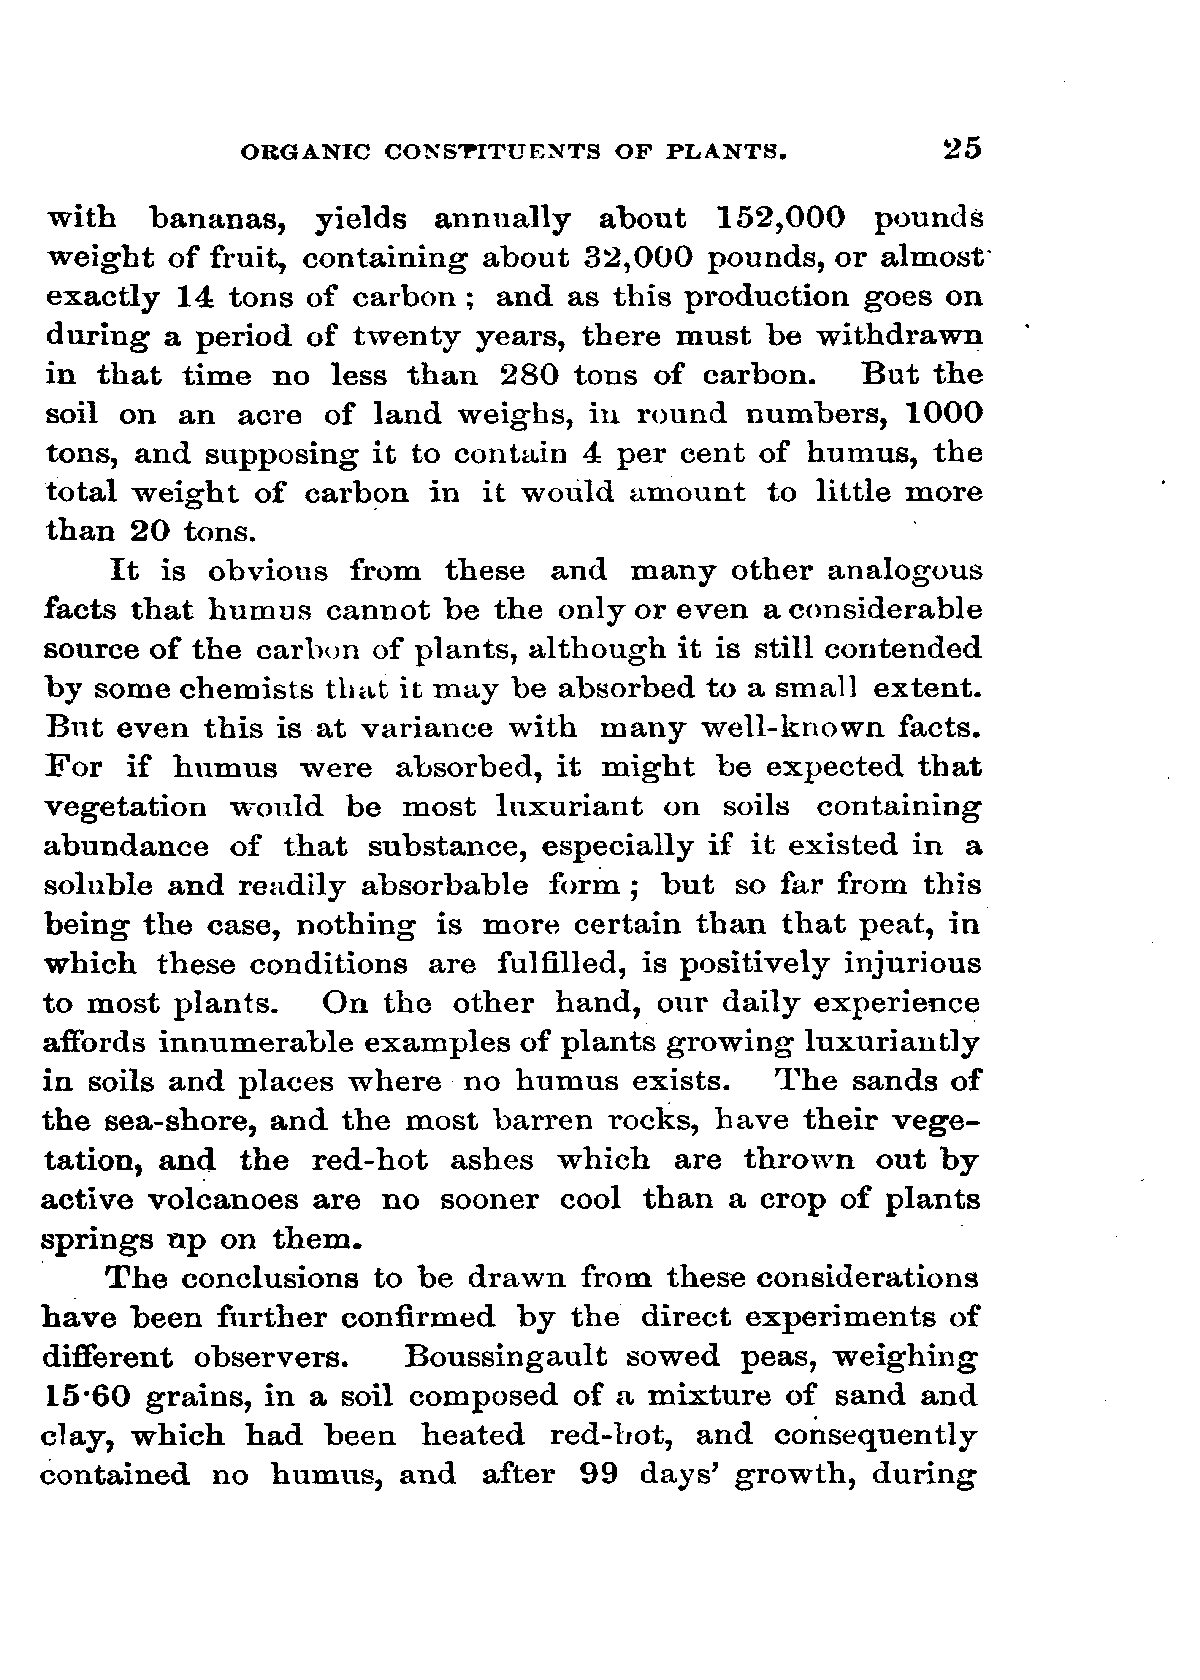 ORGANIC CONSTITUENTS OF PLANTS. 25
with bananas, yields annually about 152,000 pounds
weight of fruit, containing about 32,000 pounds, or almost
exactly 14 tons of carbon ; and as this production goes on
during a period of twenty years, there must be withdrawn
in that time no less than 280 tons of carbon. But the
soil on an acre of land weighs, in round numbers, 1000
tons, and supposing it to contain 4 per cent of humus, the
total weight of carbon in it would amount to little more
than 20 tons.
It is obvious from these and many other analogous
facts that humus cannot be the only or even a considerable
source of the carbon of plants, although it is still contended
by some chemists that it may be absorbed to a small extent.
But even this is at variance with many well-known facts.
For if humus were absorbed, it might be expected that
vegetation would be most luxuriant on soils containing
abundance of that substance, especially if it existed in a
soluble and readily absorbable form ; but so far from this
being the case, nothing is more certain than that peat, in
which these conditions are fulfilled, is positively injurious
to most plants. On the other hand, our daily experience
affords innumerable examples of plants growing luxuriantly
in soils and places where no humus exists. The sands of
the sea-shore, and the most barren rocks, have their vege-
tation, and the red-hot ashes which are thrown out by
active volcanoes are no sooner cool than a crop of plants
springs up on them.
The conclusions to be drawn from these considerations
have been further confirmed by the direct experiments of
different observers. Boussingault sowed peas, weighing
15·60 grains, in a soil composed of a mixture of sand and
clay, which had been heated red-hot, and consequently
contained no humus, and after 99 days' growth, during